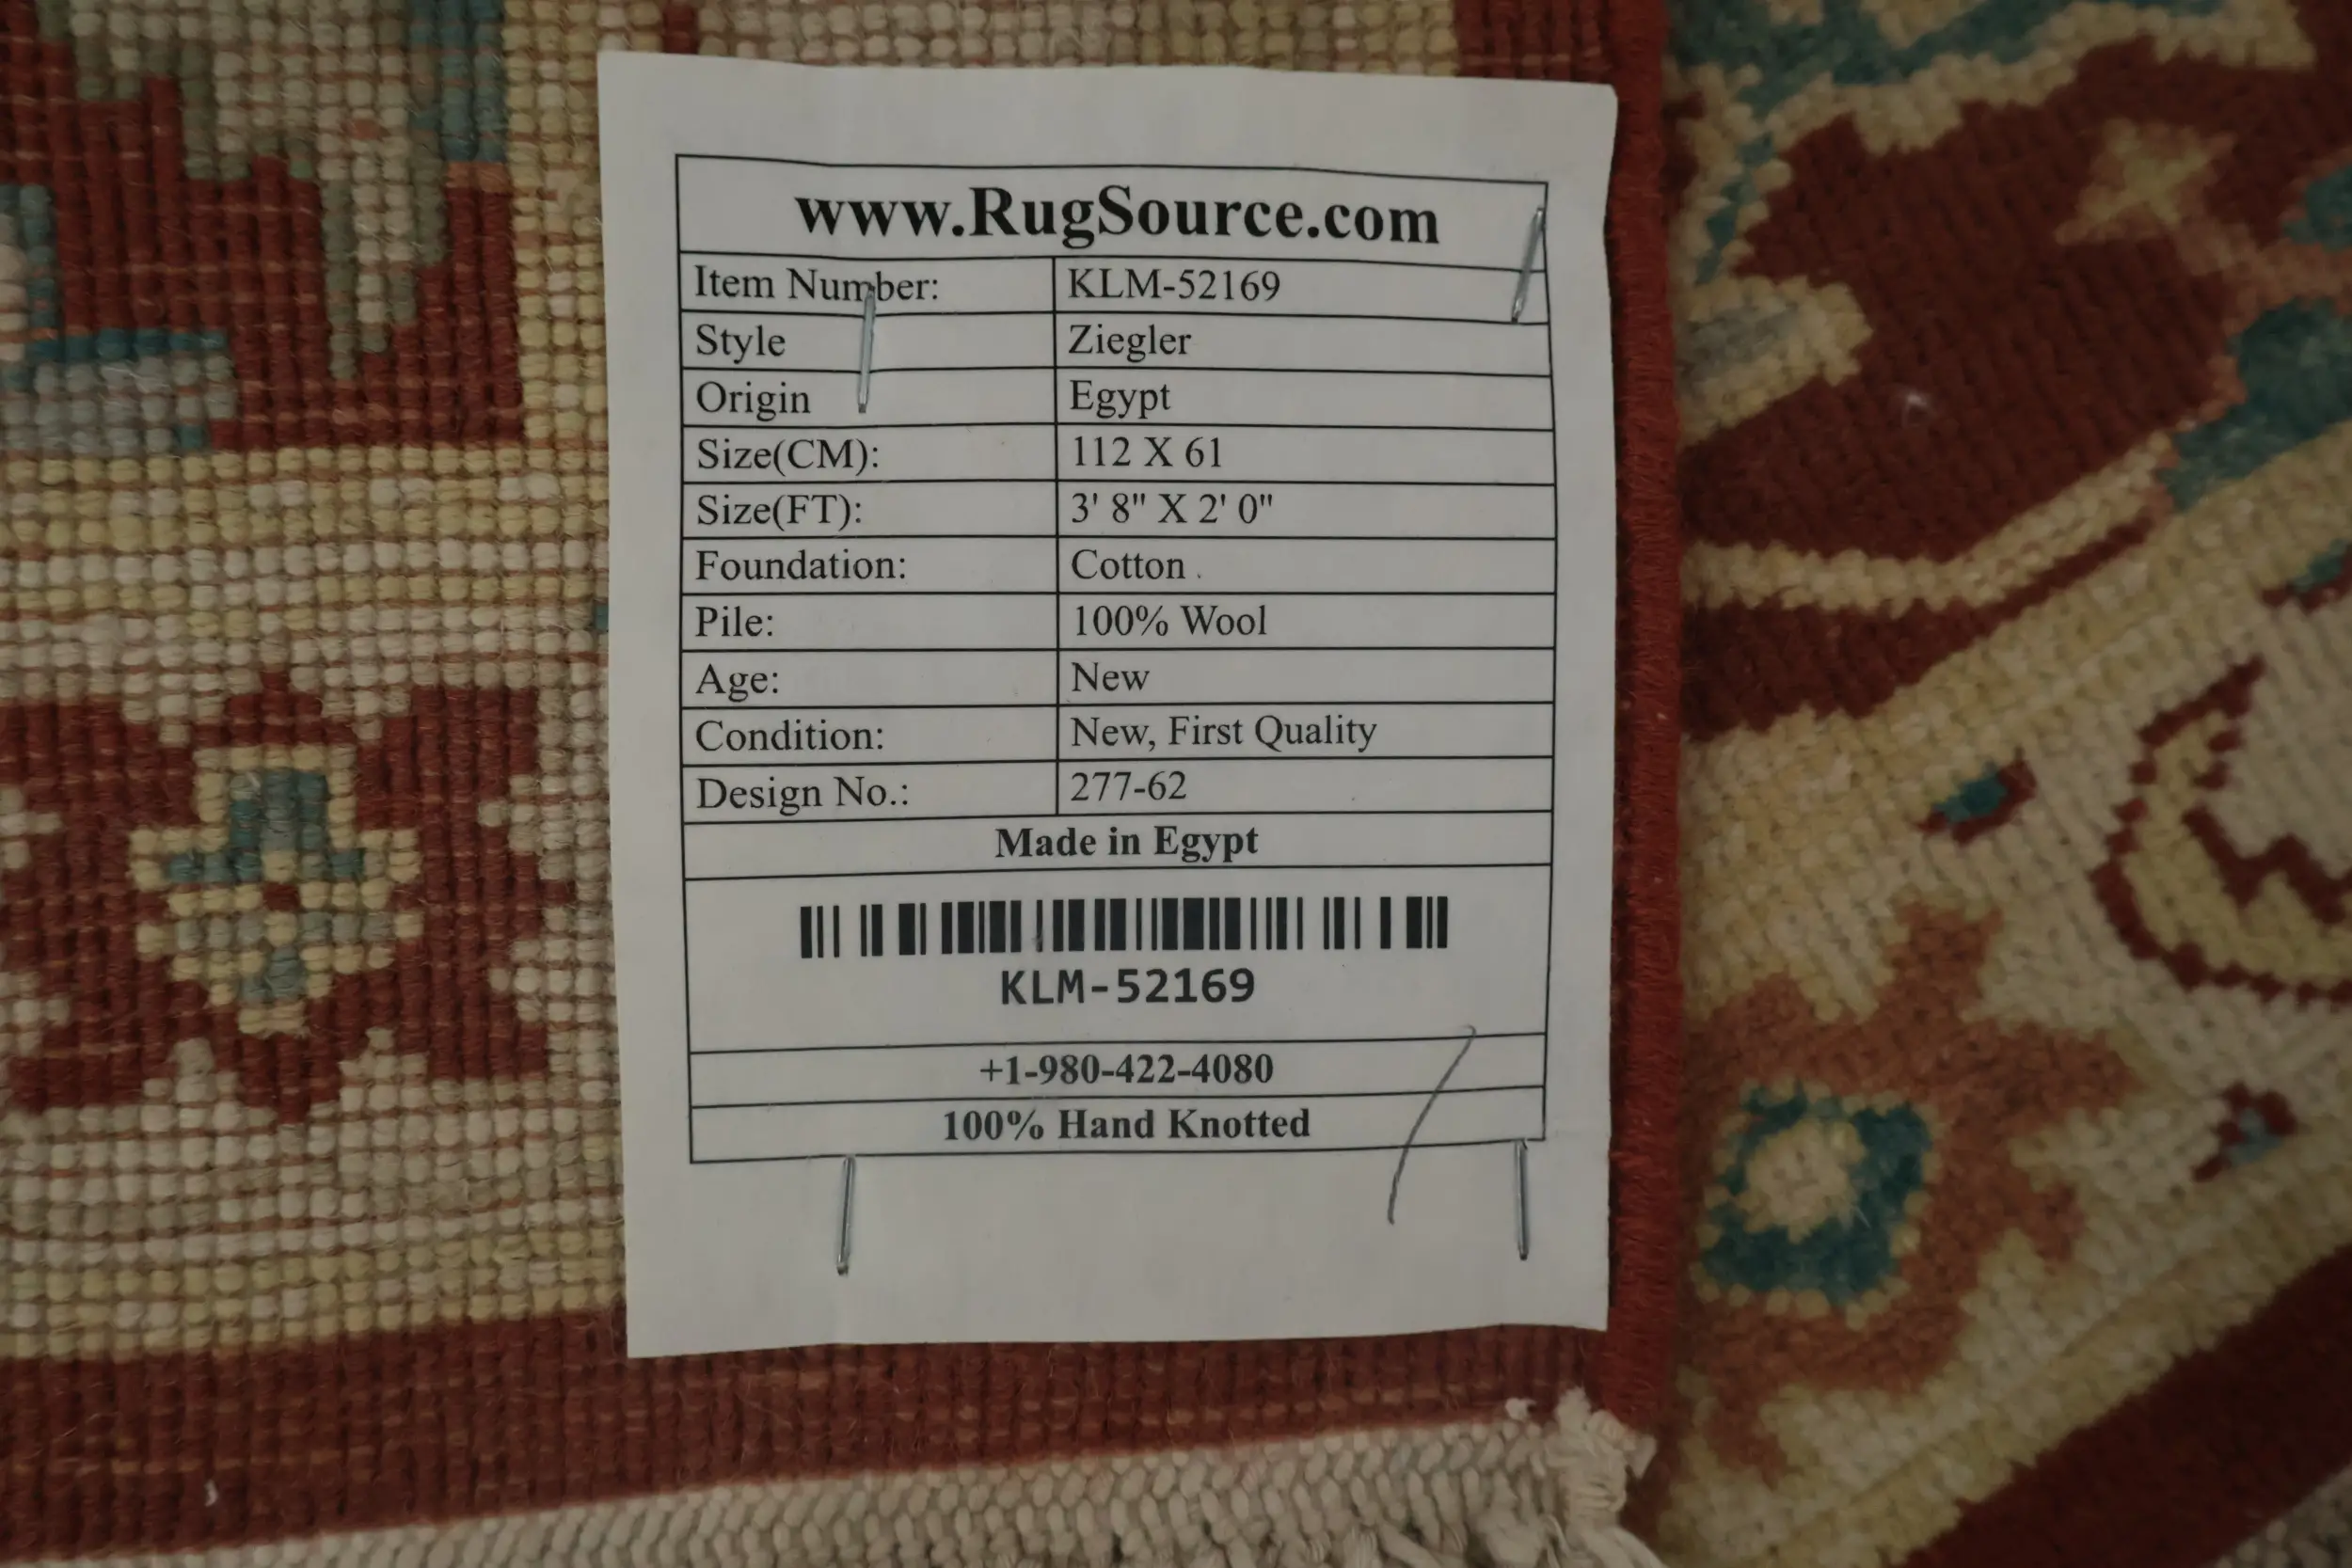 www.RugSource.com
Item Number: KLM-52169
Style Ziegler
Origin Egypt
Size(CM): 112 X 61
Size(FT): 3' 8" X 2' 0"
Foundation: Cotton
Pile: 100% Wool
Age: New
Condition: New, First Quality
Design No.: 277-62
Made in Egypt
KLM-52169
+1-980-422-4080
100% Hand Knotted